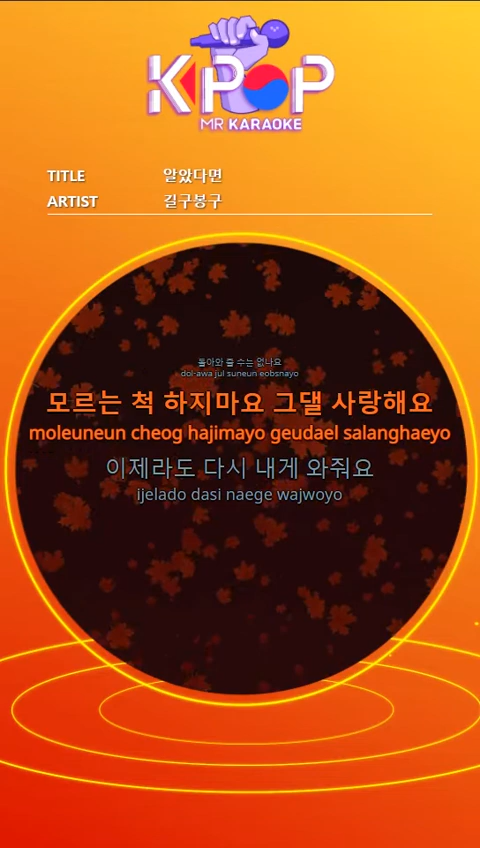 KPOP
MR KARAOKE
TITLE 알았다면
ARTIST 길구봉구
돌아와 줄 수는 없나요
dol-awa jul suneun eobsnayo
모르는 척 하지마요 그댈 사랑해요
moleuneun cheog hajimayo geudael salanghaeyo
이제라도 다시 내게 와줘요
ijelado dasi naege wajwoyo